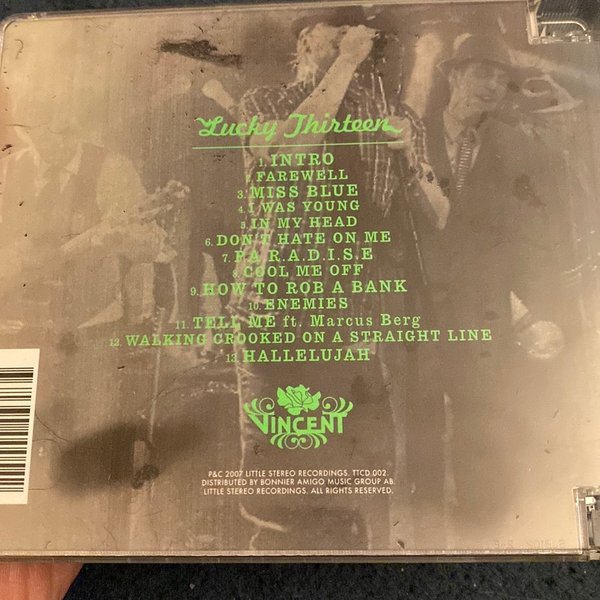 Lucky Thirteen
1. INTRO
2. FAREWELL
3. MISS BLUE
4. I WAS YOUNG
5. IN MY HEAD
6. DON'T HATE ON ME
7. P.A.R.A.D.I.S.E
8. COOL ME OFF
9. HOW TO ROB A BANK
10. ENEMIES
11. TELL ME ft. Marcus Berg
12. WALKING CROOKED ON A STRAIGHT LINE
13. HALLELUJAH
VINCENT
P&C 2007 LITTLE STEREO RECORDINGS. TTCD 002.
DISTRIBUTED BY BONNIER AMIGO MUSIC GROUP AB.
LITTLE STEREO RECORDINGS. ALL RIGHTS RESERVED.